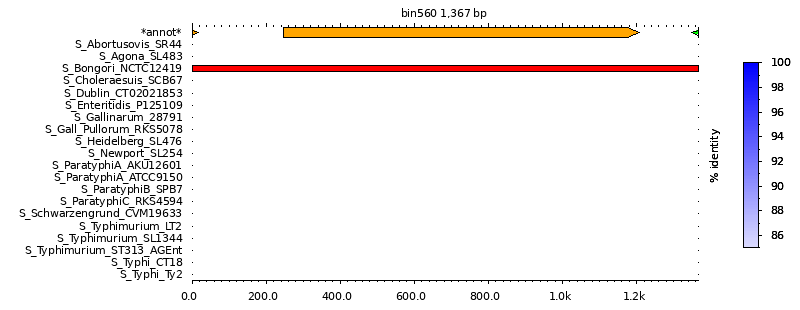 bin560 1,367 bp
*annot*
S_Abortusovis_SR44
S_Agona_SL483
S_Bongori_NCTC12419
S_Choleraesuis_SCB67
S_Dublin_CT02021853
S_Enteritidis_P125109
S_Gallinarum_28791
S_Gall_Pullorum_RKS5078
S_Heidelberg_SL476
S_Newport_SL254
S_ParatyphiA_AKU12601
S_ParatyphiA_ATCC9150
S_ParatyphiB_SPB7
S_ParatyphiC_RKS4594
S_Schwarzengrund_CVM19633
S_Typhimurium_LT2
S_Typhimurium_SL1344
S_Typhimurium_ST313_AGEnt
S_Typhi_CT18
S_Typhi_Ty2
0.0 200.0 400.0 600.0 800.0 1.0k 1.2k
% identity
100
98
96
94
92
90
88
86